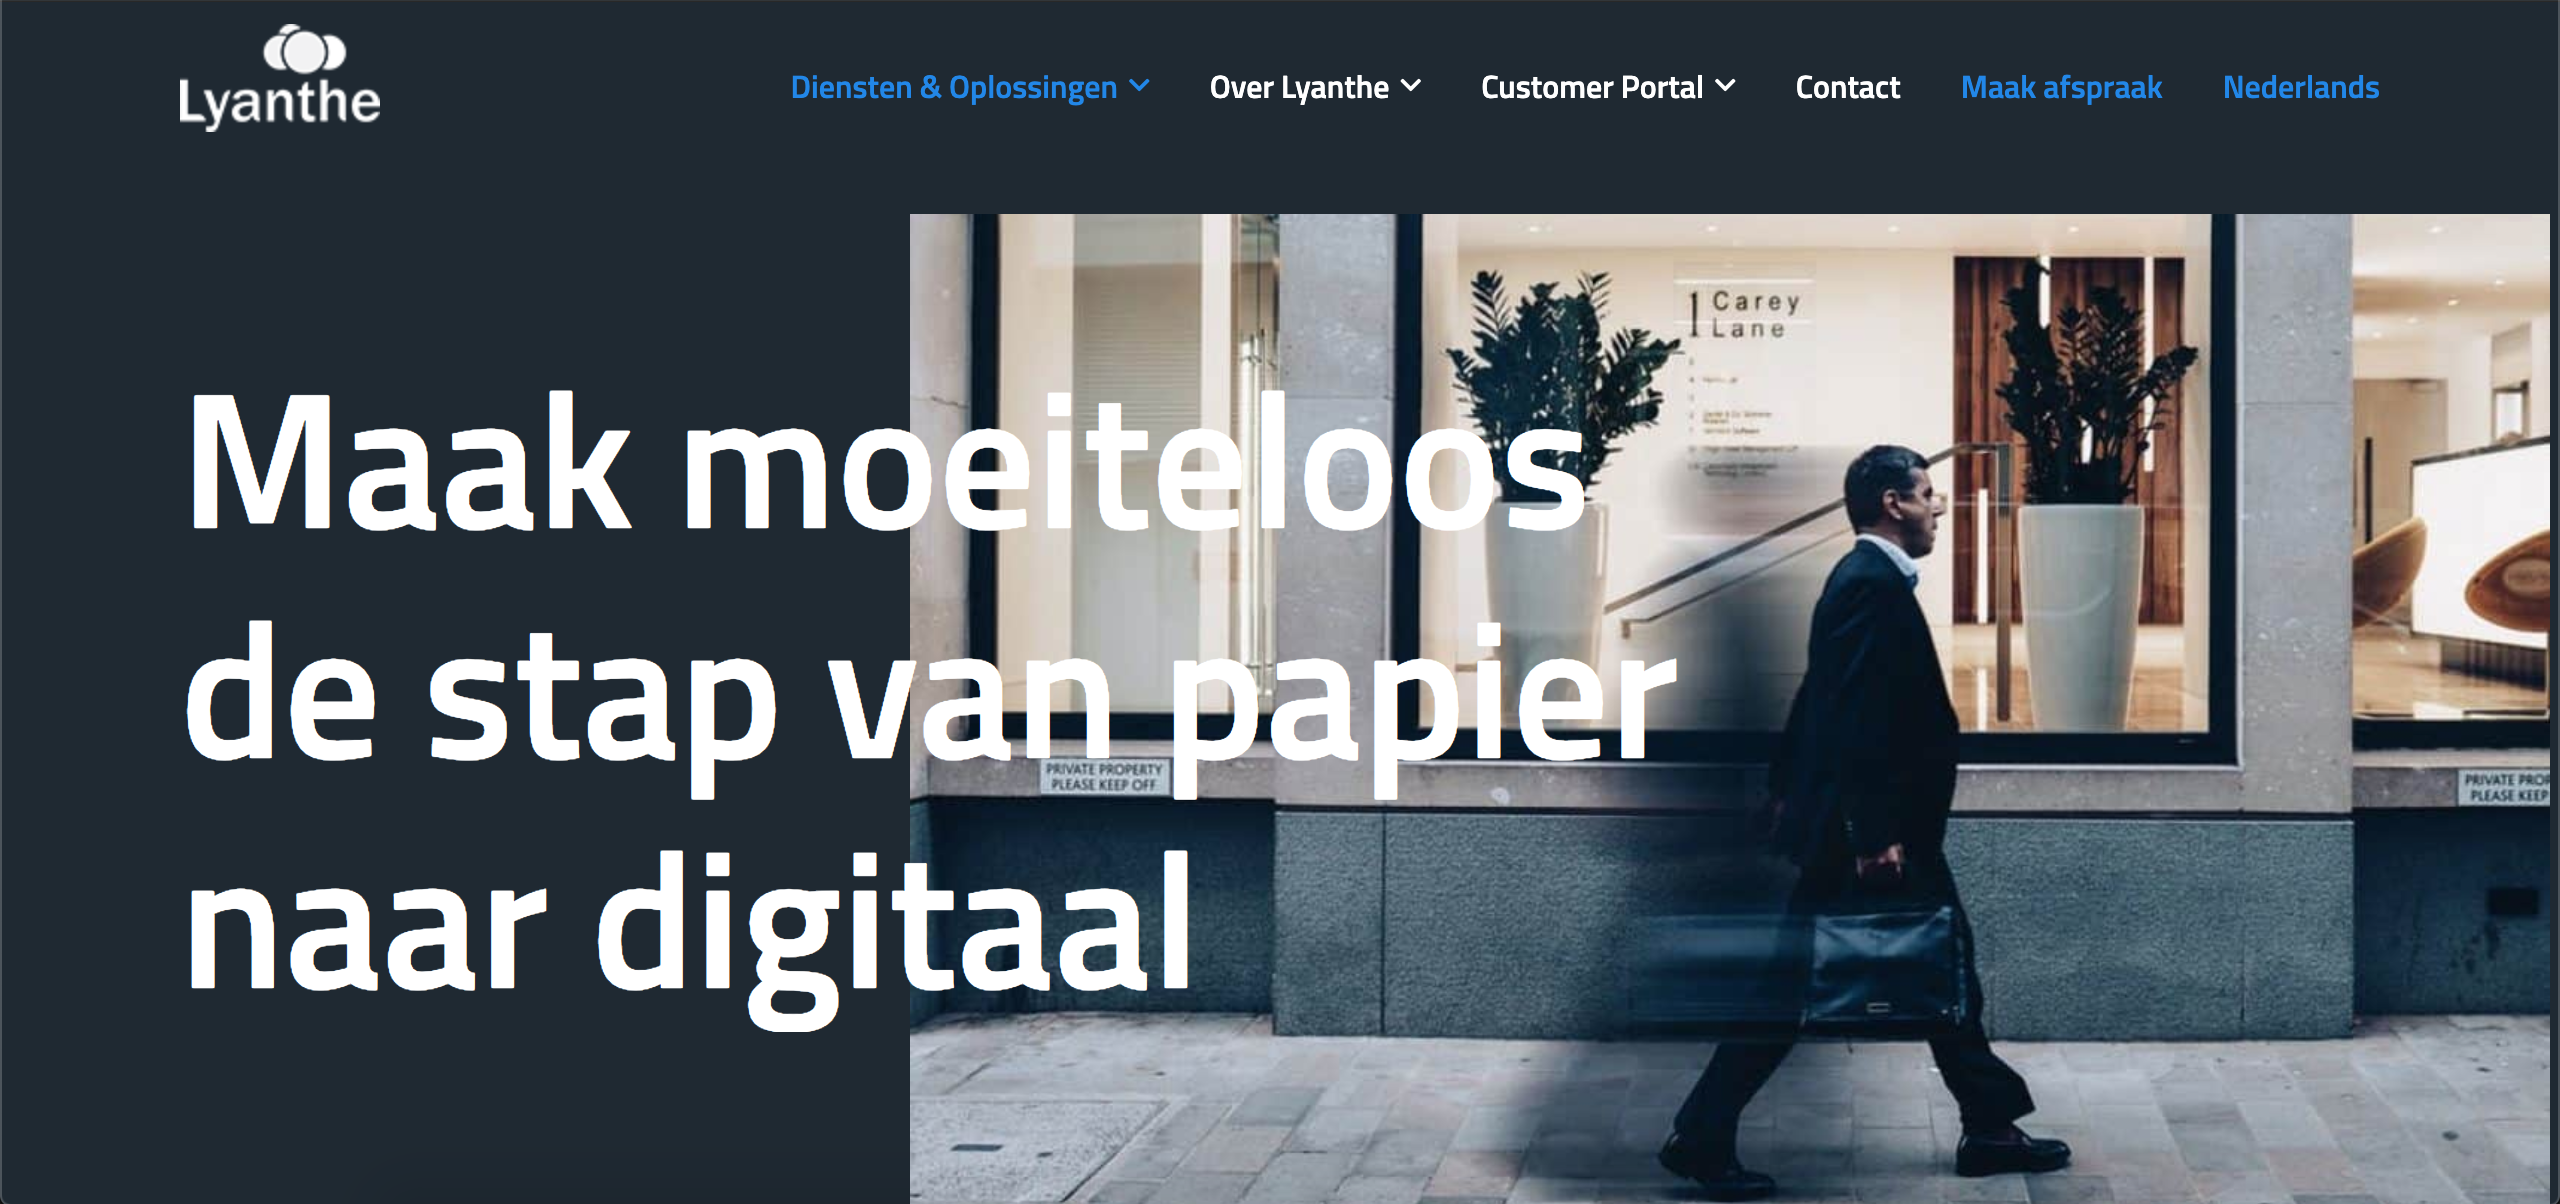 Lyanthe
Diensten & Oplossingen Over Lyanthe Customer Portal Contact Maak afspraak Nederlands
1 Carey
Lane
Maak moeiteloos
de stap van papier
naar digitaal
PRIVATE PROPERTY
PLEASE KEEP OFF
PRIVATE PROP
PLEASE KEEP